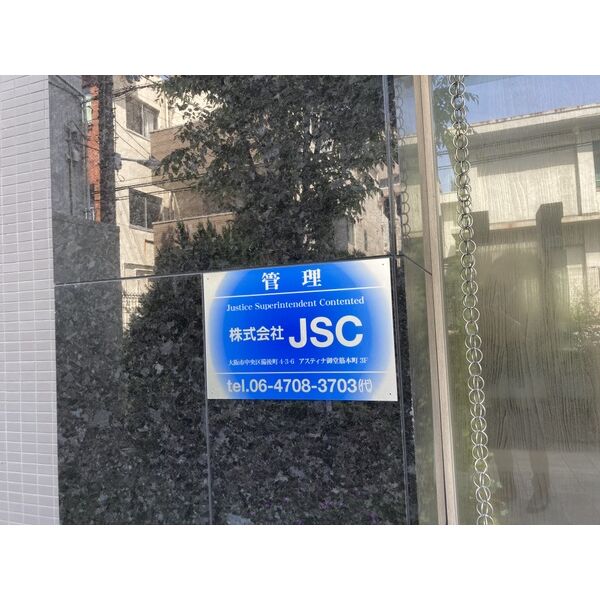 管理
Justice Superintendent Contented
株式会社 JSC
大阪市中央区備後町 4-3-6 アスティナ御堂筋本町 3F
tel.06-4708-3703㈹